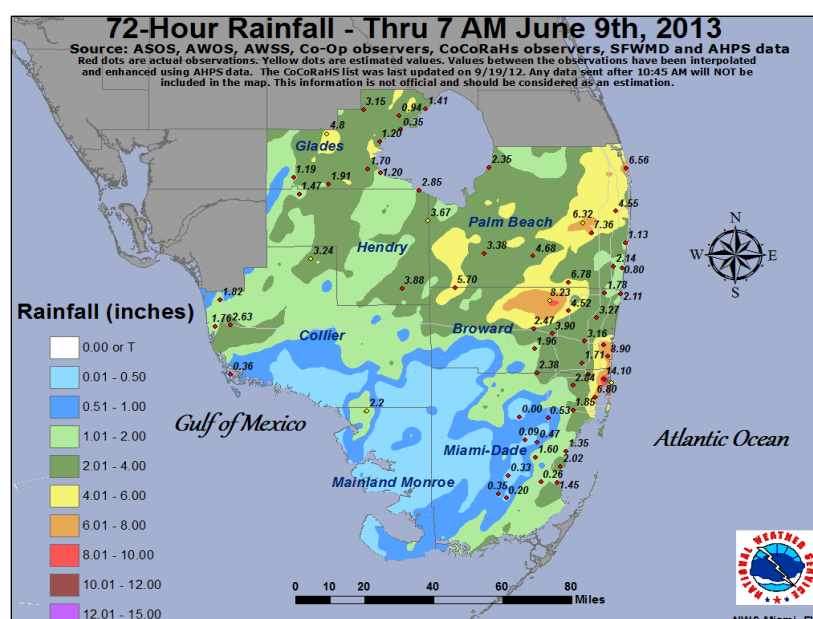 72-Hour Rainfall - Thru 7 AM June 9th, 2013
Source: ASOS, AWOS, AWSS, Co-Op observers, CoCoRaHs observers, SFWMD and AHPS data
Red dots are actual observations. Yellow dots are estimated values. Values between the observations have been interpolated
and enhanced using AHPS data. The CoCoRaHS list was last updated on 9/19/12. Any data sent after 10:45 AM will NOT be
included in the map. This information is not official and should be considered as an estimation.
3.15
0.94
1.41
0.35
4.8
1.20
Glades
1.19
1.91
1.70
1.20
1.47
2.85
2.35
6.56
3.67
Palm Beach
6.32
4.55
7.36
1.13
Hendry
3.24
3.38
4.68
2.14
0.80
3.88
5.70
6.78
8.23
1.78
2.11
4.52
3.27
1.82
1.76
2.63
Collier
Broward
2.47
3.90
3.16
1.96
8.90
1.71
0.36
2.38
2.84
14.10
6.80
2.2
1.85
0.00
0.53
0.09
0.47
Miami-Dade
1.60
1.35
2.02
0.33
0.26
1.45
Mainland Monroe
0.35
0.20
Gulf of Mexico
Atlantic Ocean
N
W
E
S
Rainfall (inches)
0.00 or T
0.01 - 0.50
0.51 - 1.00
1.01 - 2.00
2.01 - 4.00
4.01 - 6.00
6.01 - 8.00
8.01 - 10.00
10.01 - 12.00
12.01 - 15.00
0 10 20 40 60 80
Miles
NATIONAL WEATHER SERVICE